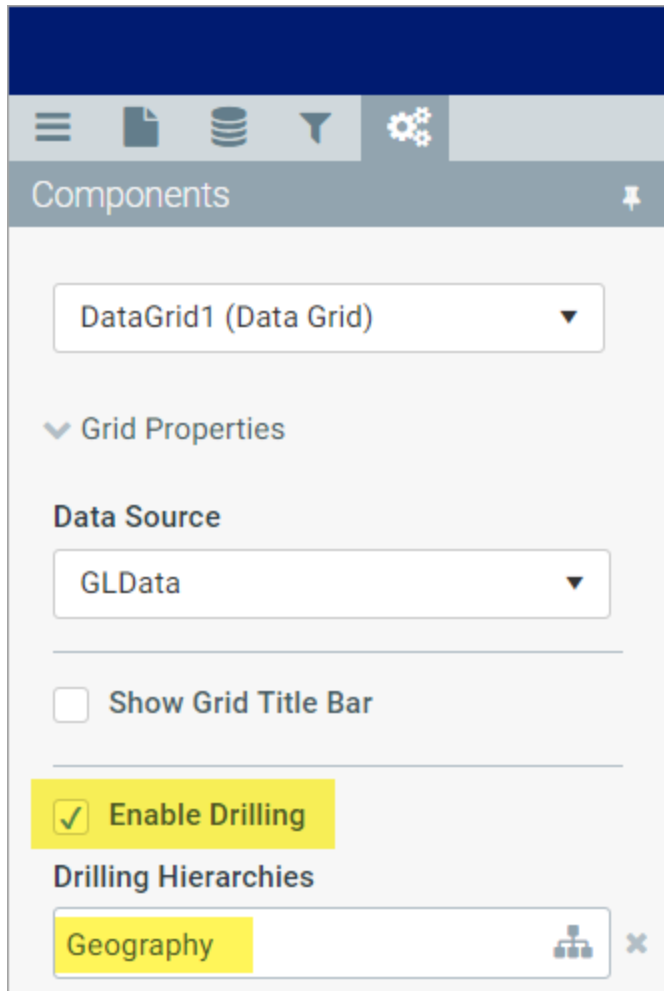 Components
DataGrid1 (Data Grid)
Grid Properties
Data Source
GLData
Show Grid Title Bar
Enable Drilling
Drilling Hierarchies
Geography